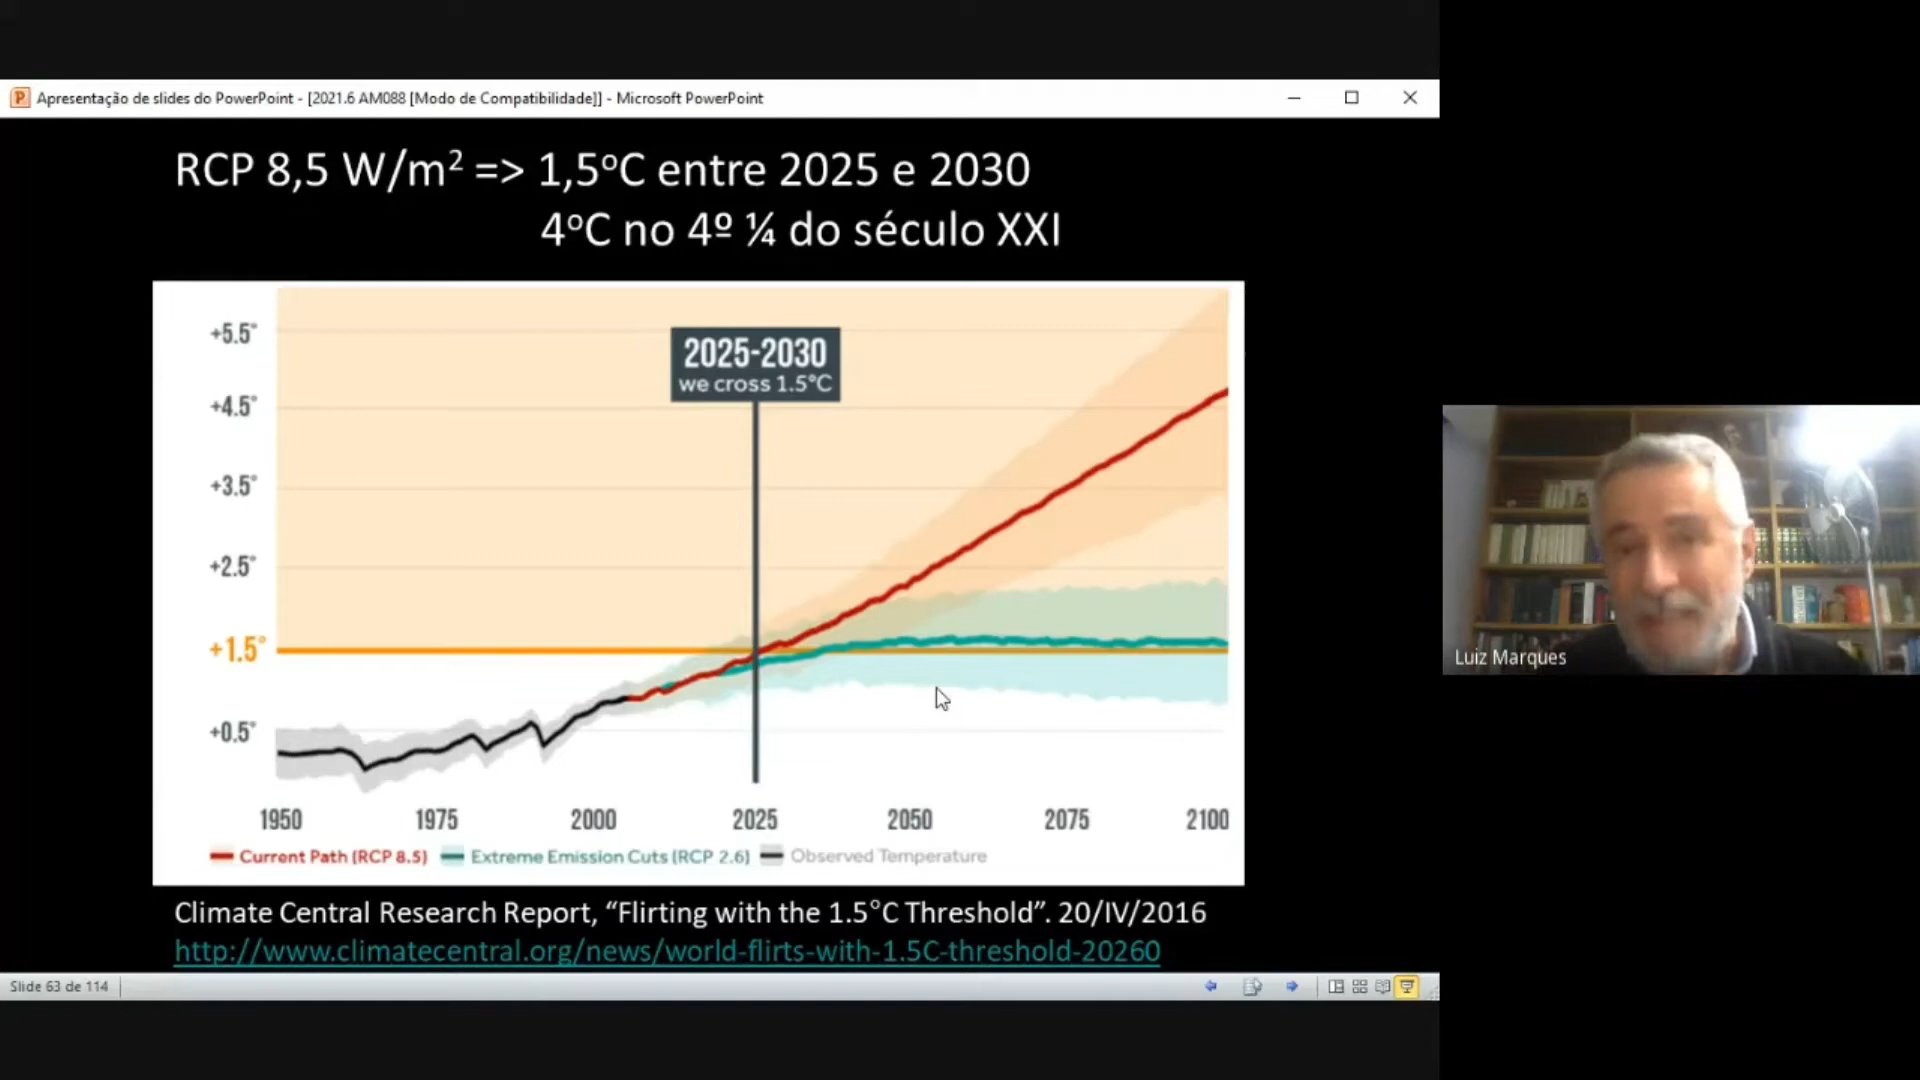 Apresentação de slides do PowerPoint - [2021.6 AM088 [Modo de Compatibilidade]] - Microsoft PowerPoint
RCP 8,5 W/m² => 1,5ºC entre 2025 e 2030
4ºC no 4º ¼ do século XXI
+5.5°
+4.5°
+3.5°
+2.5°
+1.5°
+0.5°
2025-2030
we cross 1.5°C
1950 1975 2000 2025 2050 2075 2100
Current Path (RCP 8.5) Extreme Emission Cuts (RCP 2.6) Observed Temperature
Climate Central Research Report, “Flirting with the 1.5°C Threshold”. 20/IV/2016
http://www.climatecentral.org/news/world-flirts-with-1.5C-threshold-20260
Slide 63 de 114
Luiz Marques